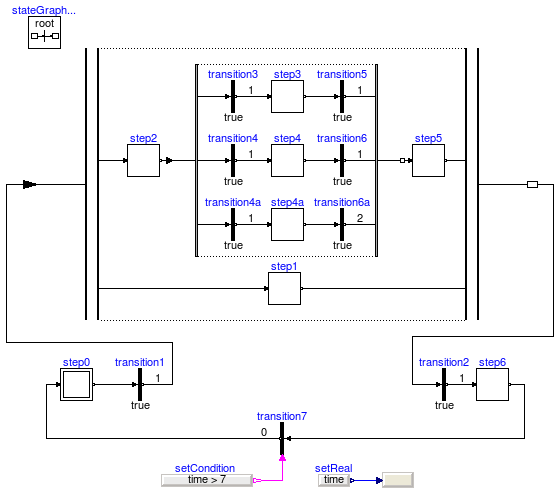 stateGraph...
root
transition3 step3 transition5
1 1
true true
transition4 step4 transition6
step2 step5
1 1
true true
transition4a step4a transition6a
1 2
true true
step1
step0 transition1 transition2 step6
1 1
true true
transition7
0
setCondition setReal
time > 7 time